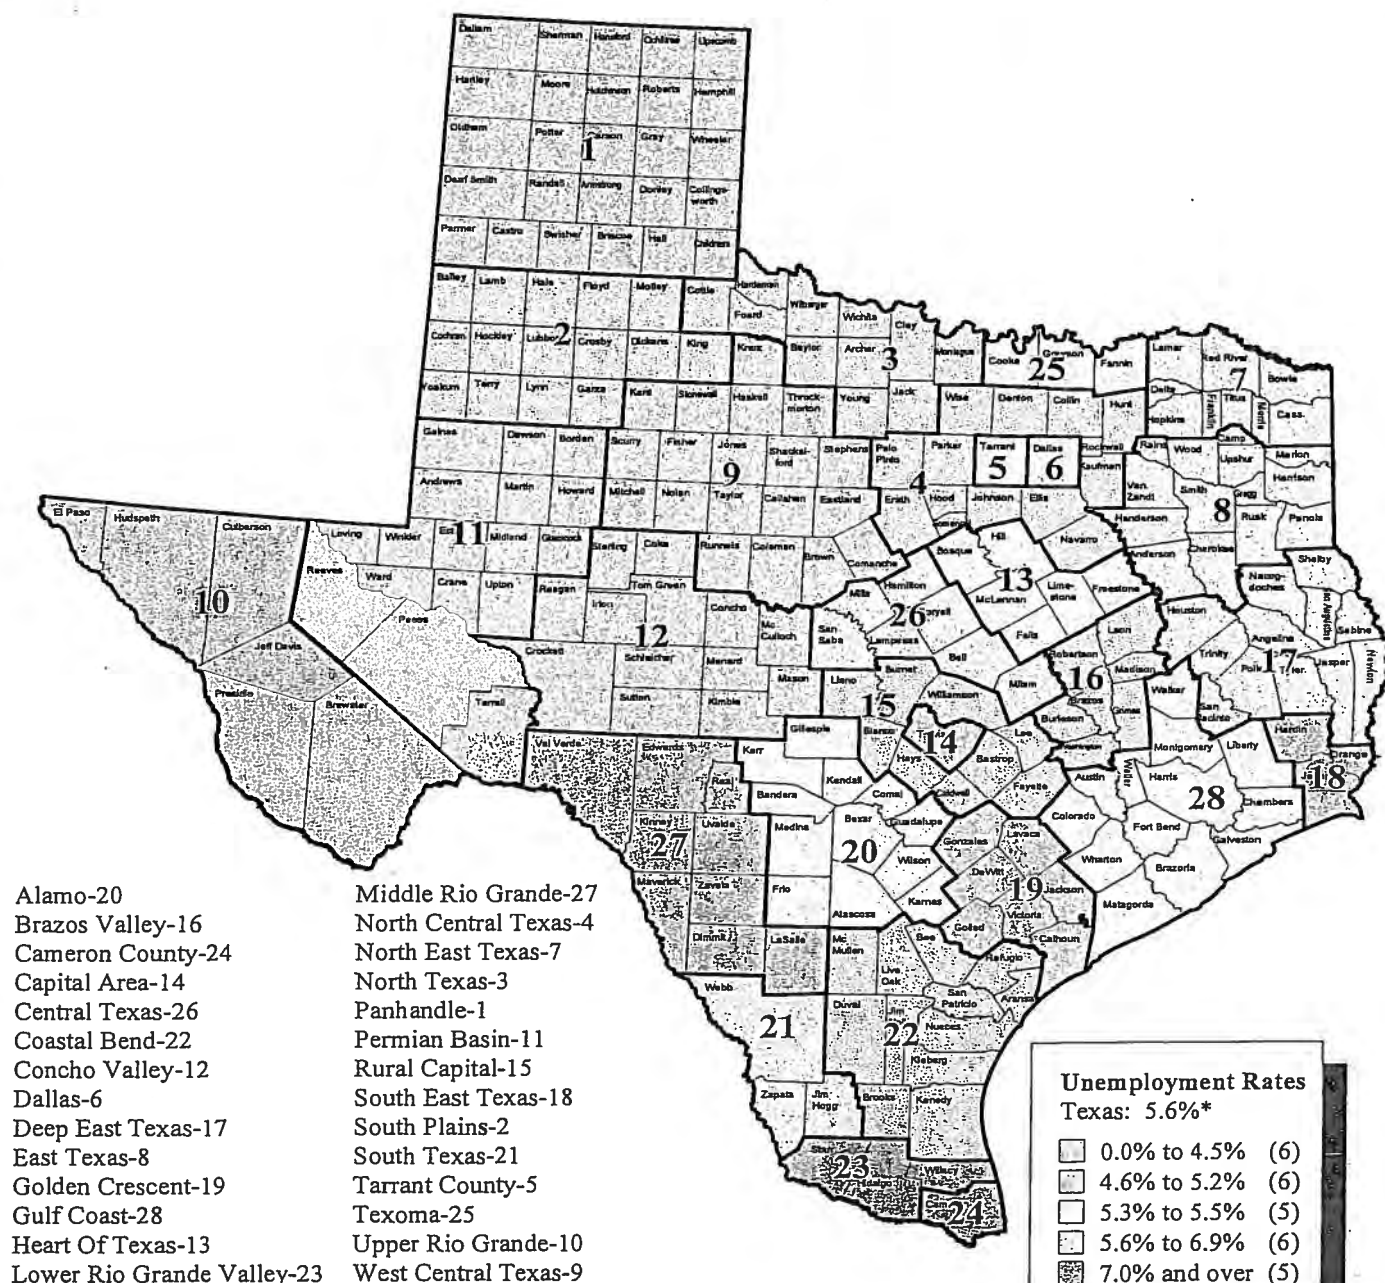 Dallam Sherman Hansford Ochiltree Lipscomb
Hartley Moore Hutchinson Roberts Hemphill
Oldham Potter Carson Gray Wheeler
1
Deaf Smith Randall Armstrong Donley Collings-
worth
Parmer Castro Swisher Briscoe Hall Childress
Bailey Lamb Hale Floyd Motley Cottle Hardeman
Foard Wilbarger Wichita Clay
2
Cochran Hockley Lubbock Crosby Dickens King Knox Baylor Archer 3 Montague Cooke Grayson Fannin Lamar Red River Bowie
25 7
Yoakum Terry Lynn Garza Kent Stonewall Haskell Throck-
morton Young Jack Wise Denton Collin Hunt Delta Hopkins Franklin Titus Morris Cass
Gaines Dawson Borden Scurry Fisher Jones Shackel-
ford Stephens Palo
Pinto Parker Tarrant Dallas Rockwall Rains Wood Camp Upshur Marion
9 4 5 6 Kaufman Harrison
Andrews Martin Howard Mitchell Nolan Taylor Callahan Eastland Erath Hood Johnson Ellis Van
Zandt Smith Gregg 8 Rusk Panola
El Paso Hudspeth Culberson Loving Winkler 11 Midland Glasscock Sterling Coke Runnels Coleman Brown Comanche Somervell Bosque Hill Navarro Henderson Anderson Cherokee Shelby
Reeves Ward Crane Upton Reagan Irion Tom Green Concho Mc
Culloch Mills Hamilton McLennan 13 Lime-
stone Freestone Nacog-
doches San Augustine Sabine
10 Pecos 12 San
Saba Lampasas 26 Coryell Falls Leon Houston Angelina Newton
Jeff Davis Crockett Schleicher Menard Mason Llano Burnet Bell Milam Robertson Madison Trinity Polk 17 Tyler Jasper
Presidio Brewster Terrell Sutton Kimble 15 Williamson 16 Brazos Grimes Walker San
Jacinto
Gillespie Blanco 14 Lee Burleson Washington Montgomery Liberty Hardin Orange
Val Verde Edwards Real Kerr Kendall Hays Bastrop Fayette Austin Waller Harris 28 Chambers 18
Bandera Comal Caldwell Colorado Fort Bend Galveston
Kinney Uvalde Medina Bexar Guadalupe Gonzales Lavaca Wharton Brazoria
27 20 Wilson DeWitt 19 Jackson Matagorda
Maverick Zavala Frio Atascosa Karnes Goliad Victoria Calhoun
Dimmit LaSalle Mc
Mullen Live
Oak Bee Refugio
Webb Duval Jim San
Patricio Aransas
21 22 Nueces
Kleberg
Zapata Jim
Hogg Brooks Kenedy
23 Hidalgo Willacy
24
Alamo-20
Brazos Valley-16
Cameron County-24
Capital Area-14
Central Texas-26
Coastal Bend-22
Concho Valley-12
Dallas-6
Deep East Texas-17
East Texas-8
Golden Crescent-19
Gulf Coast-28
Heart Of Texas-13
Lower Rio Grande Valley-23
Middle Rio Grande-27
North Central Texas-4
North East Texas-7
North Texas-3
Panhandle-1
Permian Basin-11
Rural Capital-15
South East Texas-18
South Plains-2
South Texas-21
Tarrant County-5
Texoma-25
Upper Rio Grande-10
West Central Texas-9
Unemployment Rates
Texas: 5.6%*
0.0% to 4.5% (6)
4.6% to 5.2% (6)
5.3% to 5.5% (5)
5.6% to 6.9% (6)
7.0% and over (5)